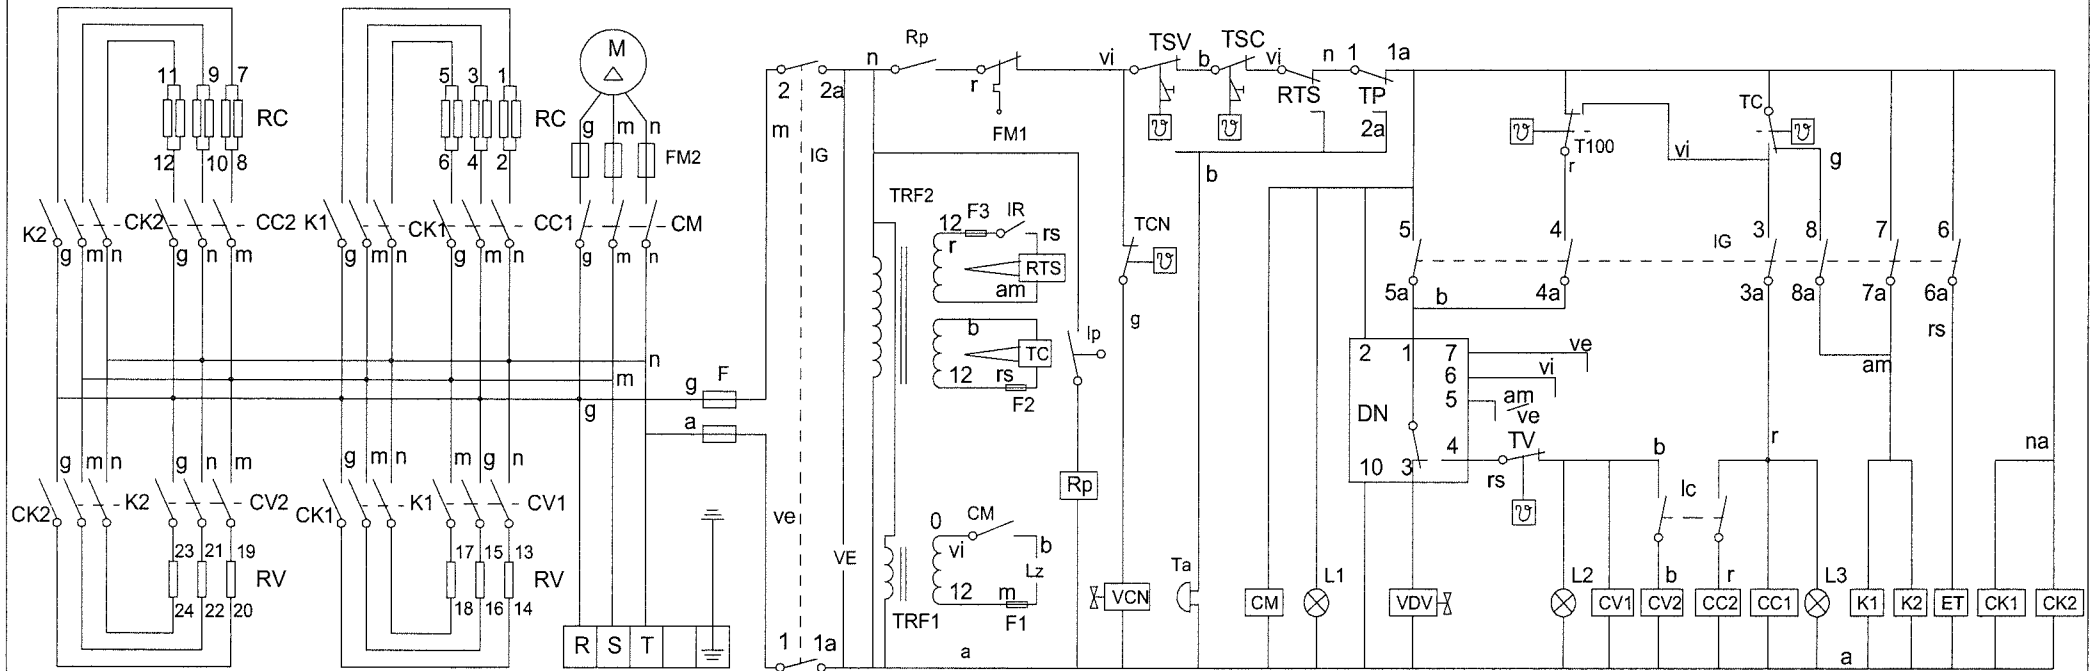 M
Rp
n
r
FM1
vi
TSV
b
TSC
vi
RTS
n
1
1a
TP
2a
11
9
7
RC
12
10
8
5
3
1
RC
6
4
2
g
m
n
FM2
2
2a
m
IG
b
T100
r
vi
TC
g
K2
CK2
CC2
K1
CK1
CC1
CM
g
m
n
g
n
m
g
m
n
g
m
n
g
m
n
TRF2
12
F3
IR
r
rs
RTS
am
b
TC
12
rs
F2
Ip
TCN
g
5
4
IG
3
8
7
6
5a
b
4a
3a
8a
7a
6a
rs
am
n
m
g
g
F
a
2
1
7
ve
6
vi
5
am
ve
DN
4
10
3
TV
rs
b
Ic
r
na
g
m
n
g
n
m
g
m
n
m
g
n
CK2
K2
CV2
CK1
K1
CV1
23
21
19
RV
24
22
20
17
15
13
RV
18
16
14
R
S
T
ve
VE
1
1a
TRF1
0
CM
vi
b
Lz
12
m
F1
Rp
VCN
Ta
CM
L1
VDV
L2
CV1
b
CV2
r
CC2
CC1
L3
K1
K2
ET
CK1
CK2
a
a